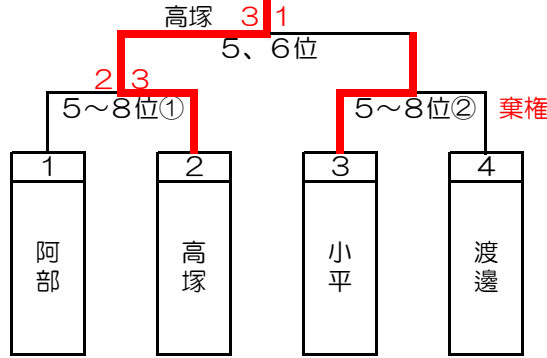 高塚 3 1
5、6位
2 3
5～8位① 5～8位② 棄権
1 2 3 4
阿部 高塚 小平 渡邊